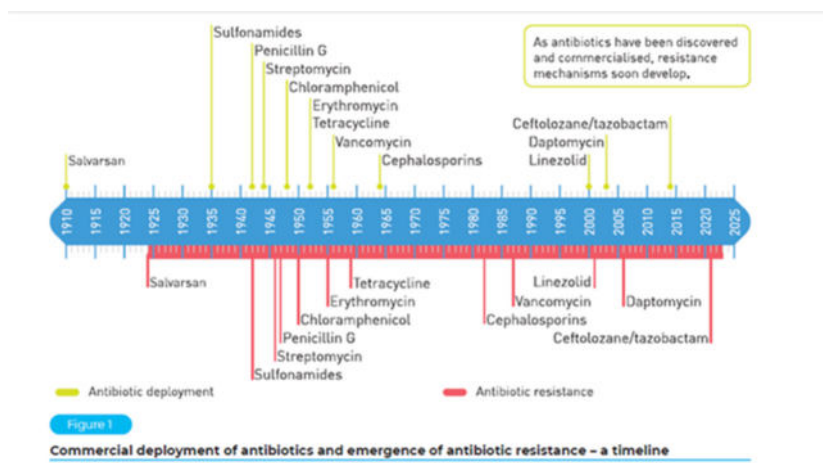 Sulfonamides
Penicillin G
Streptomycin
Chloramphenicol
Erythromycin
Tetracycline
Vancomycin
Cephalosporins
Salvarsan
As antibiotics have been discovered
and commercialised, resistance
mechanisms soon develop.
Ceftolozane/tazobactam
Daptomycin
Linezolid
1910 1915 1920 1925 1930 1935 1940 1945 1950 1955 1960 1965 1970 1975 1980 1985 1990 1995 2000 2005 2010 2015 2020 2025
Salvarsan
Tetracycline
Erythromycin
Chloramphenicol
Penicillin G
Streptomycin
Sulfonamides
Linezolid
Vancomycin
Daptomycin
Cephalosporins
Ceftolozane/tazobactam
Antibiotic deployment
Antibiotic resistance
Figure 1
Commercial deployment of antibiotics and emergence of antibiotic resistance – a timeline